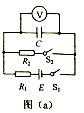 V
C
R₂ S₂
R₁ E S₁
图(a)